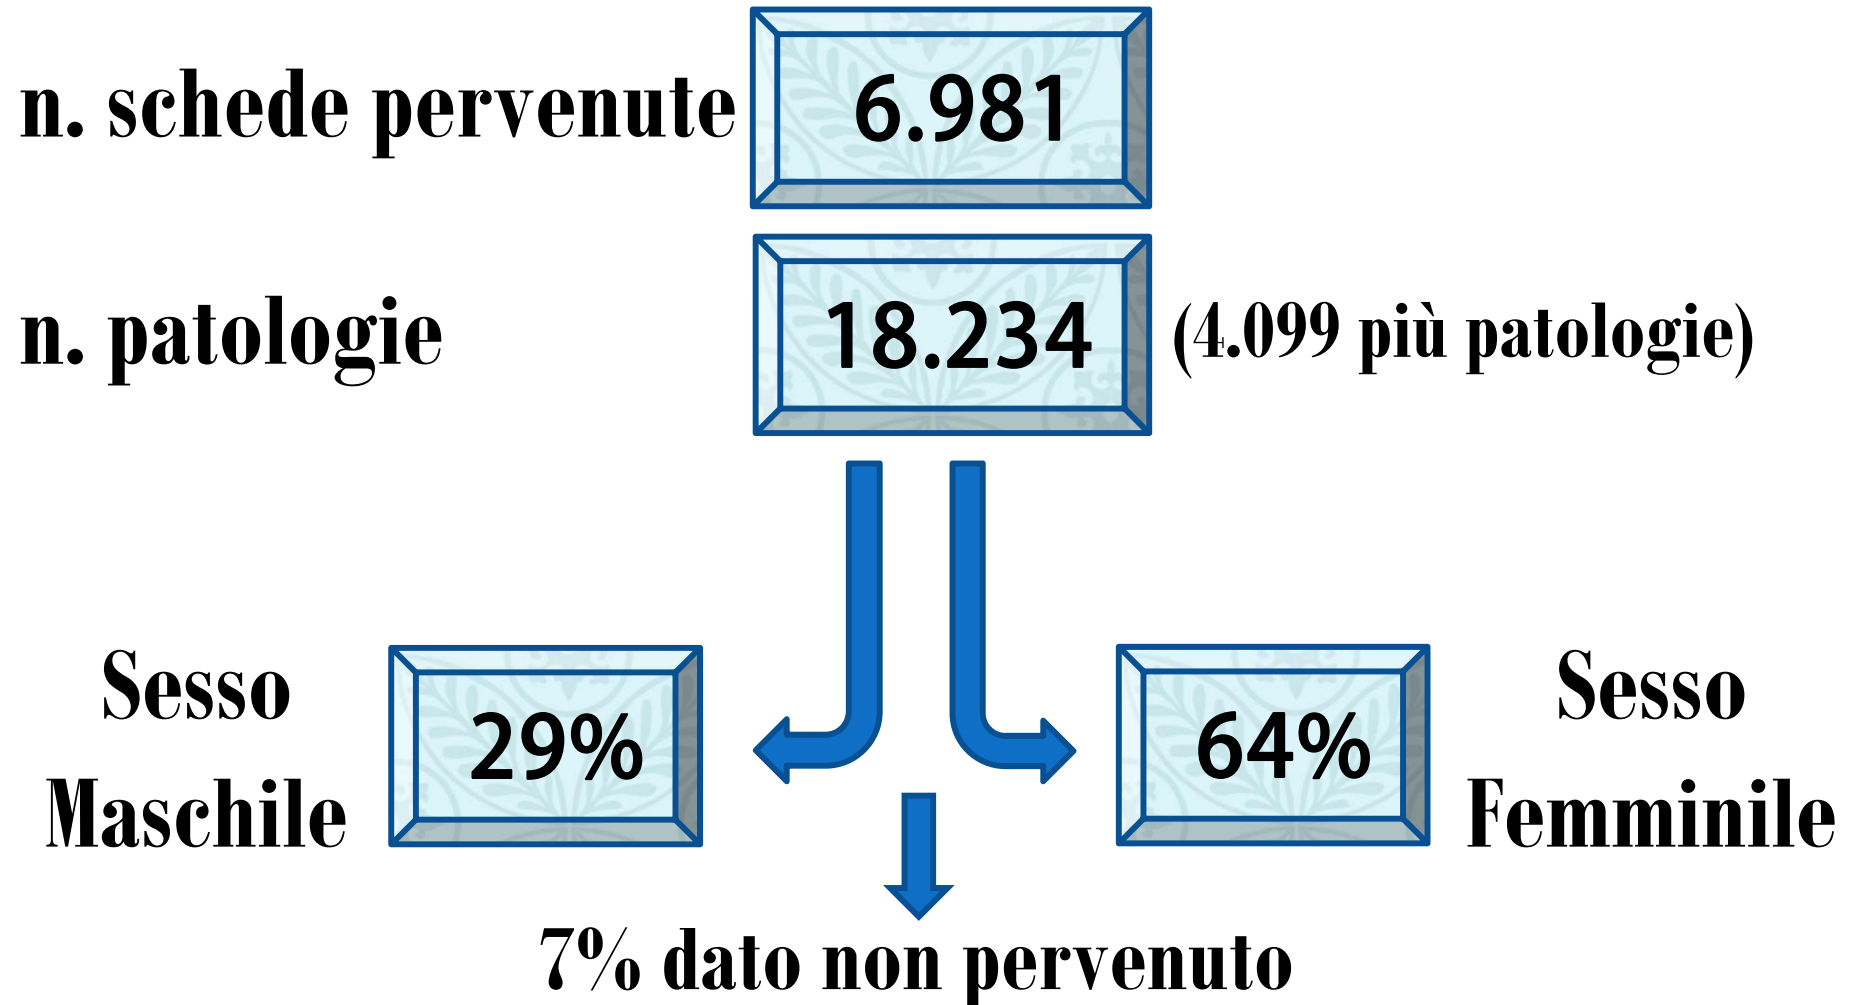 n. schede pervenute 6.981
n. patologie 18.234 (4.099 più patologie)
Sesso
Maschile
29%
64%
Sesso
Femminile
7% dato non pervenuto